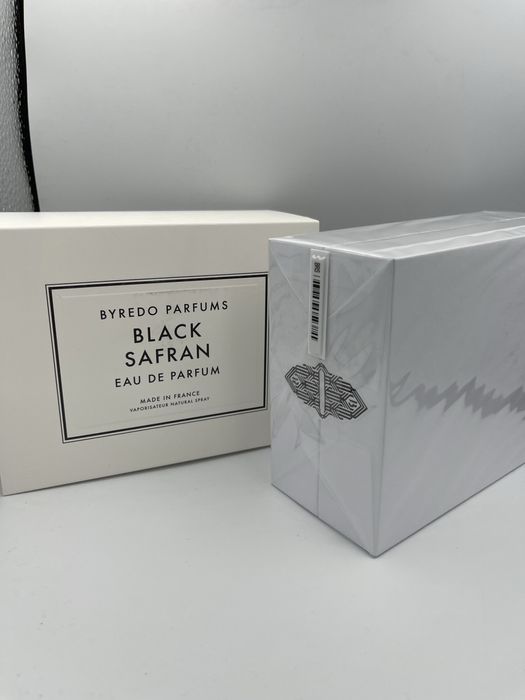 BYREDO PARFUMS
BLACK
SAFRAN
EAU DE PARFUM
MADE IN FRANCE
VAPORISATEUR NATURAL SPRAY